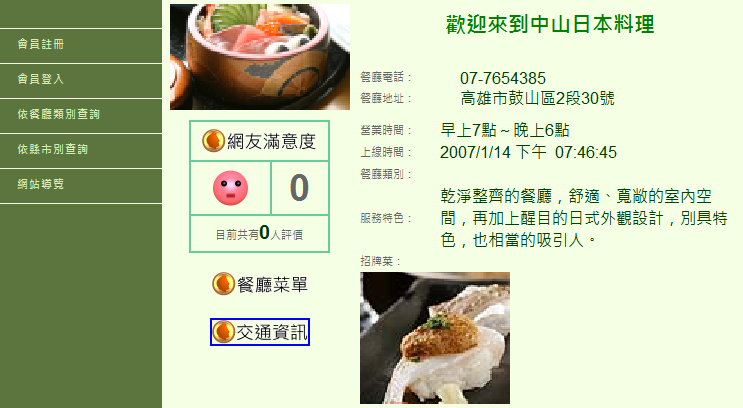 會員註冊
會員登入
依餐廳類別查詢
依縣市別查詢
網站導覽
網友滿意度
0
目前共有0人評價
餐廳菜單
交通資訊
歡迎來到中山日本料理
餐廳電話： 07-7654385
餐廳地址： 高雄市鼓山區2段30號
營業時間： 早上7點～晚上6點
上線時間： 2007/1/14 下午 07:46:45
餐廳類別：
服務特色： 乾淨整齊的餐廳，舒適、寬敞的室內空
間，再加上醒目的日式外觀設計，別具特
色，也相當的吸引人。
招牌菜：